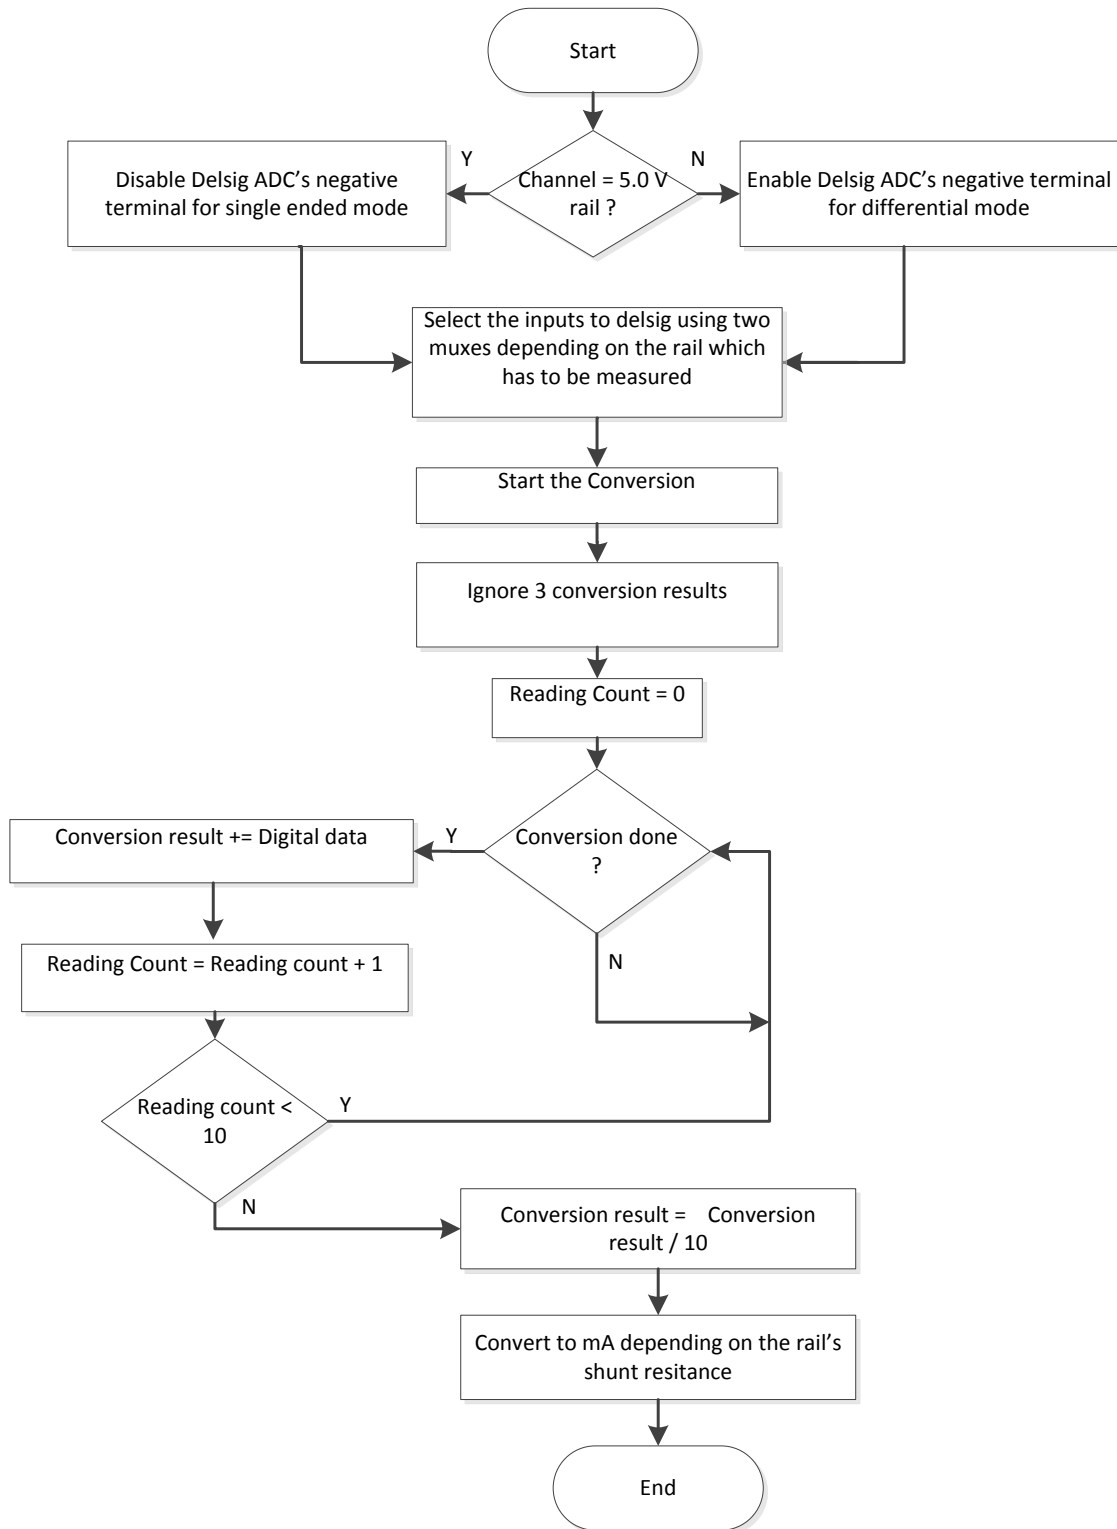 Start
Channel = 5.0 V
rail ?
Y
N
Disable Delsig ADC's negative
terminal for single ended mode
Enable Delsig ADC's negative terminal
for differential mode
Select the inputs to delsig using two
muxes depending on the rail which
has to be measured
Start the Conversion
Ignore 3 conversion results
Reading Count = 0
Conversion done
?
Y
N
Conversion result += Digital data
Reading Count = Reading count + 1
Reading count <
10
Y
N
Conversion result = Conversion
result / 10
Convert to mA depending on the rail's
shunt resitance
End